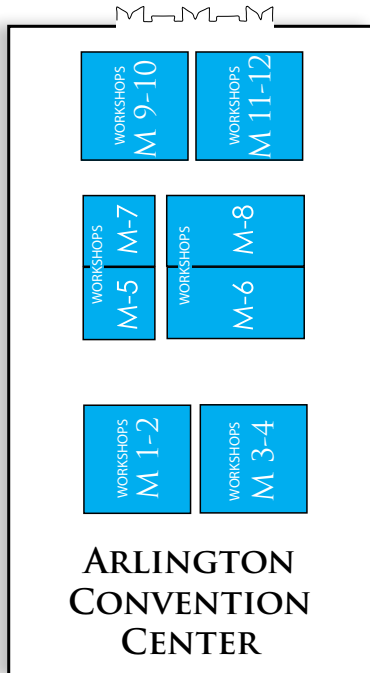 WORKSHOPS
M 9-10
WORKSHOPS
M 11-12
WORKSHOPS
M-5 M-7
WORKSHOPS
M-6 M-8
WORKSHOPS
M 1-2
WORKSHOPS
M 3-4
ARLINGTON
CONVENTION
CENTER